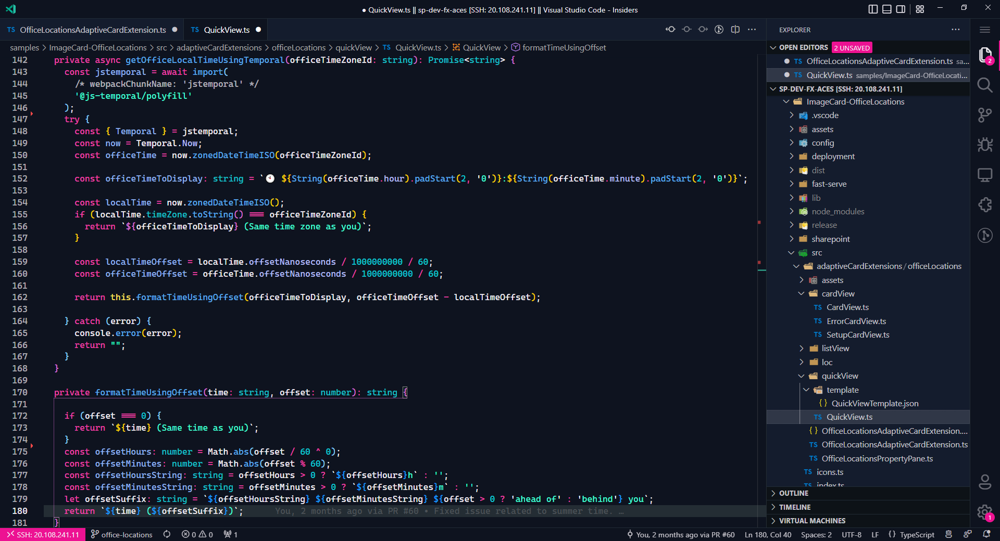 ● QuickView.ts || sp-dev-fx-aces [SSH: 20.108.241.11] || Visual Studio Code - Insiders
TS OfficeLocationsAdaptiveCardExtension.ts ●
TS QuickView.ts ●
samples > ImageCard-OfficeLocations > src > adaptiveCardExtensions > officeLocations > quickView > TS QuickView.ts > QuickView > formatTimeUsingOffset
142 private async getOfficeLocalTimeUsingTemporal(officeTimeZoneId: string): Promise<string> {
143 const jstemporal = await import(
144 /* webpackChunkName: 'jstemporal' */
145 '@js-temporal/polyfill'
146 );
147 try {
148 const { Temporal } = jstemporal;
149 const now = Temporal.Now;
150 const officeTime = now.zonedDateTimeISO(officeTimeZoneId);
151
152 const officeTimeToDisplay: string = `🕙 ${String(officeTime.hour).padStart(2, '0')}:${String(officeTime.minute).padStart(2, '0')}`;
153
154 const localTime = now.zonedDateTimeISO();
155 if (localTime.timeZone.toString() === officeTimeZoneId) {
156 return `${officeTimeToDisplay} (Same time zone as you)`;
157 }
158
159 const localTimeOffset = localTime.offsetNanoseconds / 1000000000 / 60;
160 const officeTimeOffset = officeTime.offsetNanoseconds / 1000000000 / 60;
161
162 return this.formatTimeUsingOffset(officeTimeToDisplay, officeTimeOffset - localTimeOffset);
163
164 } catch (error) {
165 console.error(error);
166 return "";
167 }
168 }
169
170 private formatTimeUsingOffset(time: string, offset: number): string {
171
172 if (offset === 0) {
173 return `${time} (Same time as you)`;
174 }
175 const offsetHours: number = Math.abs(offset / 60 ^ 0);
176 const offsetMinutes: number = Math.abs(offset % 60);
177 const offsetHoursString: string = offsetHours > 0 ? `${offsetHours}h` : '';
178 const offsetMinutesString: string = offsetMinutes > 0 ? `${offsetMinutes}m` : '';
179 let offsetSuffix: string = `${offsetHoursString} ${offsetMinutesString} ${offset > 0 ? 'ahead of' : 'behind'} you`;
180 return `${time} (${offsetSuffix})`; You, 2 months ago via PR #60 • Fixed issue related to summer time. …
181 }
EXPLORER
OPEN EDITORS 2 UNSAVED
● TS OfficeLocationsAdaptiveCardExtension.ts sa...
● TS QuickView.ts samples/ImageCard-OfficeLocati...
SP-DEV-FX-ACES [SSH: 20.108.241.11]
ImageCard-OfficeLocations
.vscode
assets
config
deployment
dist
fast-serve
lib
node_modules
release
sharepoint
src
adaptiveCardExtensions / officeLocations
assets
cardView
TS CardView.ts
TS ErrorCardView.ts
TS SetupCardView.ts
listView
loc
quickView
template
{} QuickViewTemplate.json
TS QuickView.ts
{} OfficeLocationsAdaptiveCardExtension....
TS OfficeLocationsAdaptiveCardExtension.ts
TS OfficeLocationsPropertyPane.ts
TS icons.ts
TS index.ts
OUTLINE
TIMELINE
VIRTUAL MACHINES
2
1
SSH: 20.108.241.11 office-locations 0 0 1
You, 2 months ago via PR #60 Ln 180, Col 40 Spaces: 2 UTF-8 LF {} TypeScript